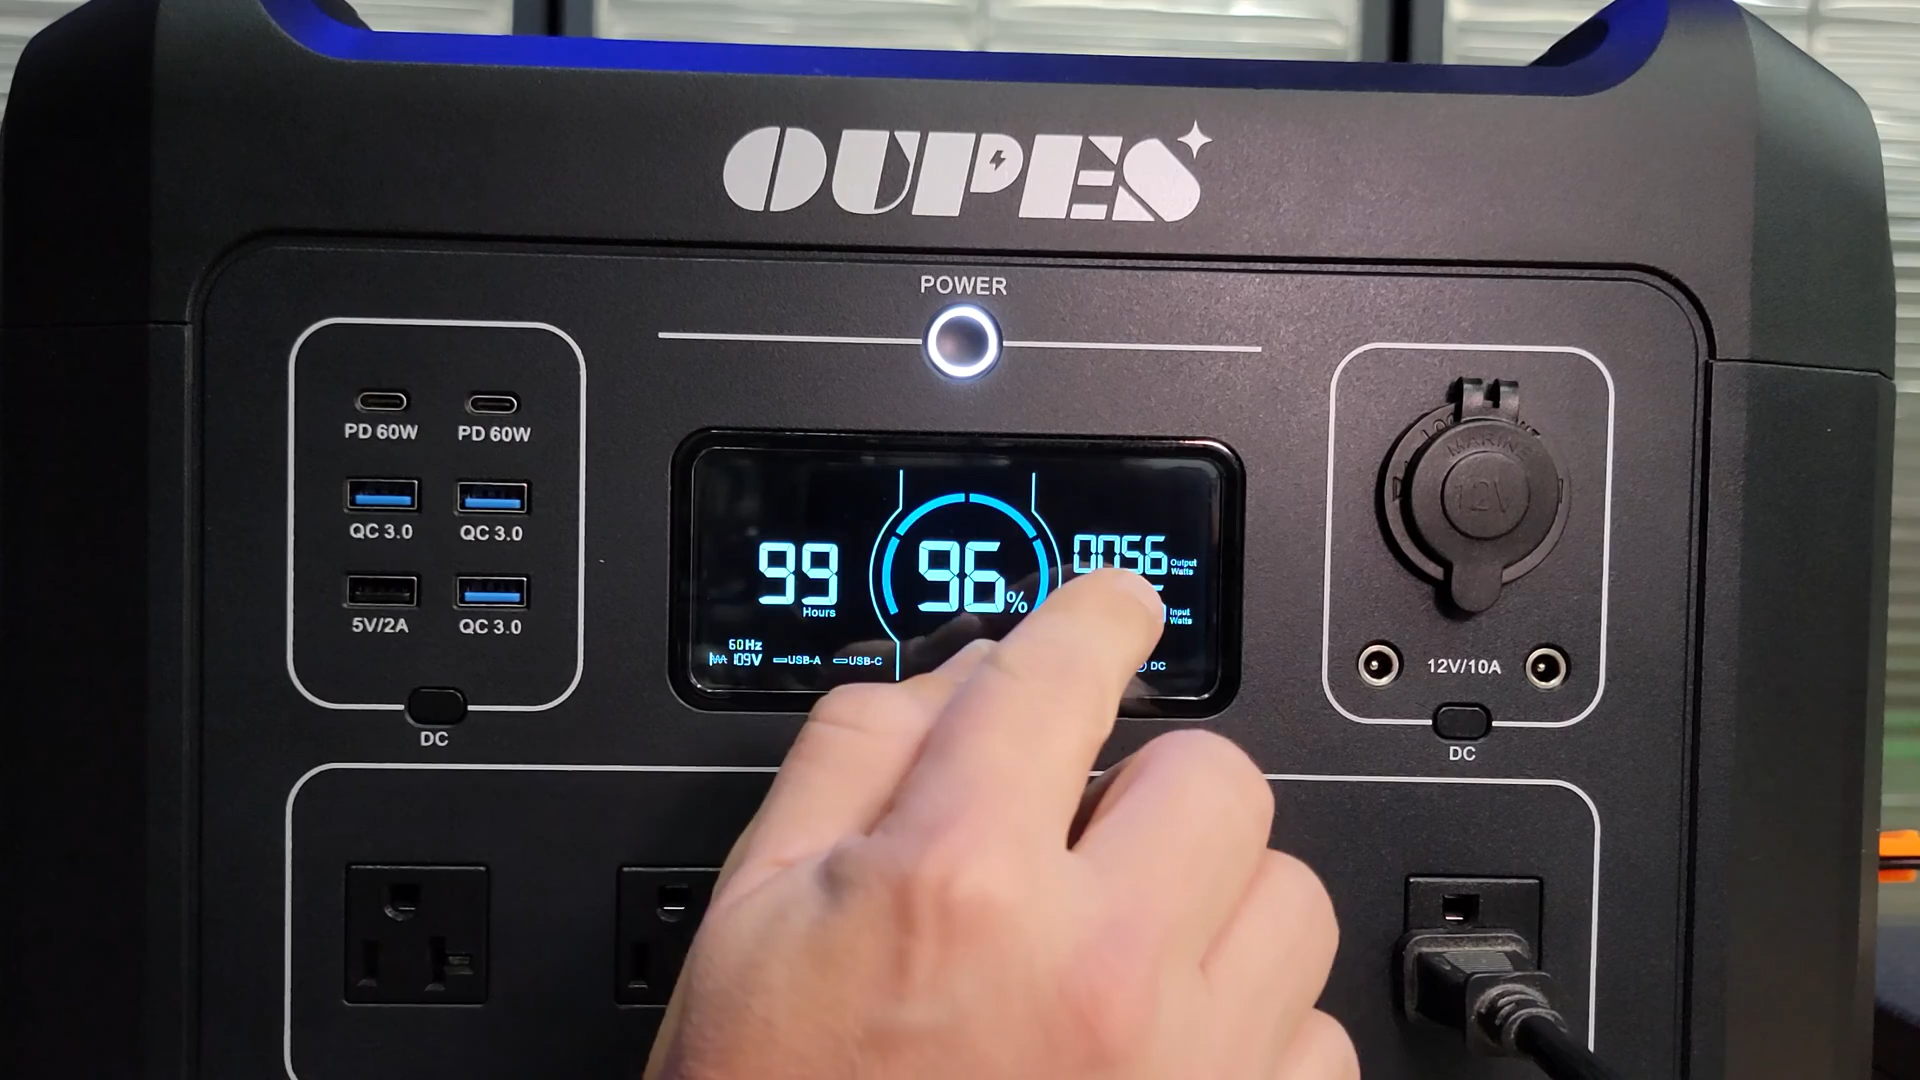 OUPES
POWER
PD 60W PD 60W
QC 3.0 QC 3.0
5V/2A QC 3.0
DC
99
Hours
60Hz
109V USB-A USB-C
96%
0056 Output Watts
Input Watts
DC
MARINE
12V
12V/10A
DC